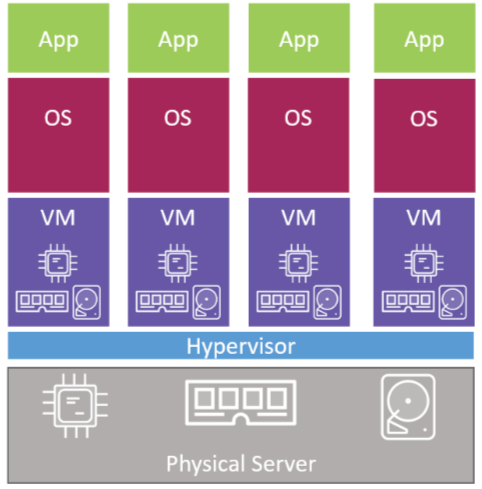 App App App App
OS OS OS OS
VM VM VM VM
Hypervisor
Physical Server